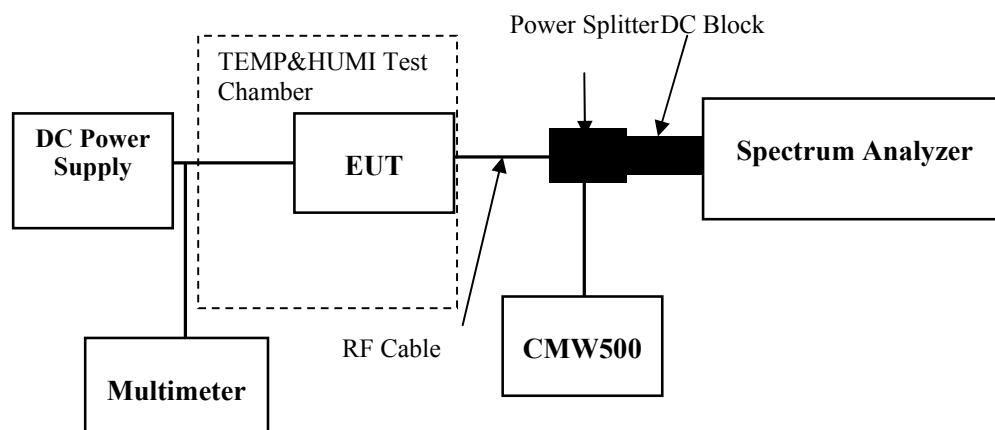 Power Splitter DC Block
TEMP&HUMI Test
Chamber
DC Power
Supply
EUT
Spectrum Analyzer
RF Cable
CMW500
Multimeter